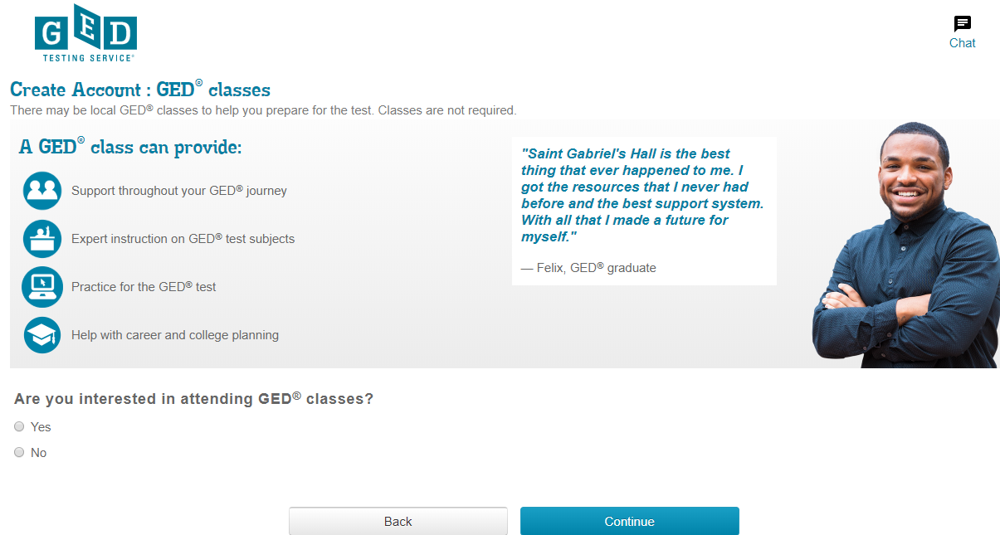 GED
TESTING SERVICE®
Chat
Create Account : GED® classes
There may be local GED® classes to help you prepare for the test. Classes are not required.
A GED® class can provide:
Support throughout your GED® journey
Expert instruction on GED® test subjects
Practice for the GED® test
Help with career and college planning
"Saint Gabriel's Hall is the best
thing that ever happened to me. I
got the resources that I never had
before and the best support system.
With all that I made a future for
myself."
— Felix, GED® graduate
Are you interested in attending GED® classes?
Yes
No
Back
Continue